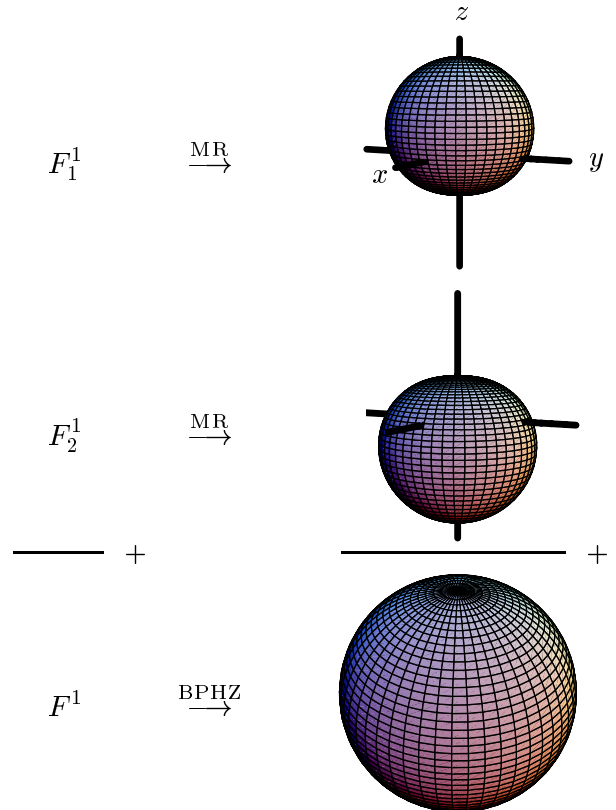 z
F_1^1 MR → x y
F_2^1 MR →
+ +
F^1 BPHZ →